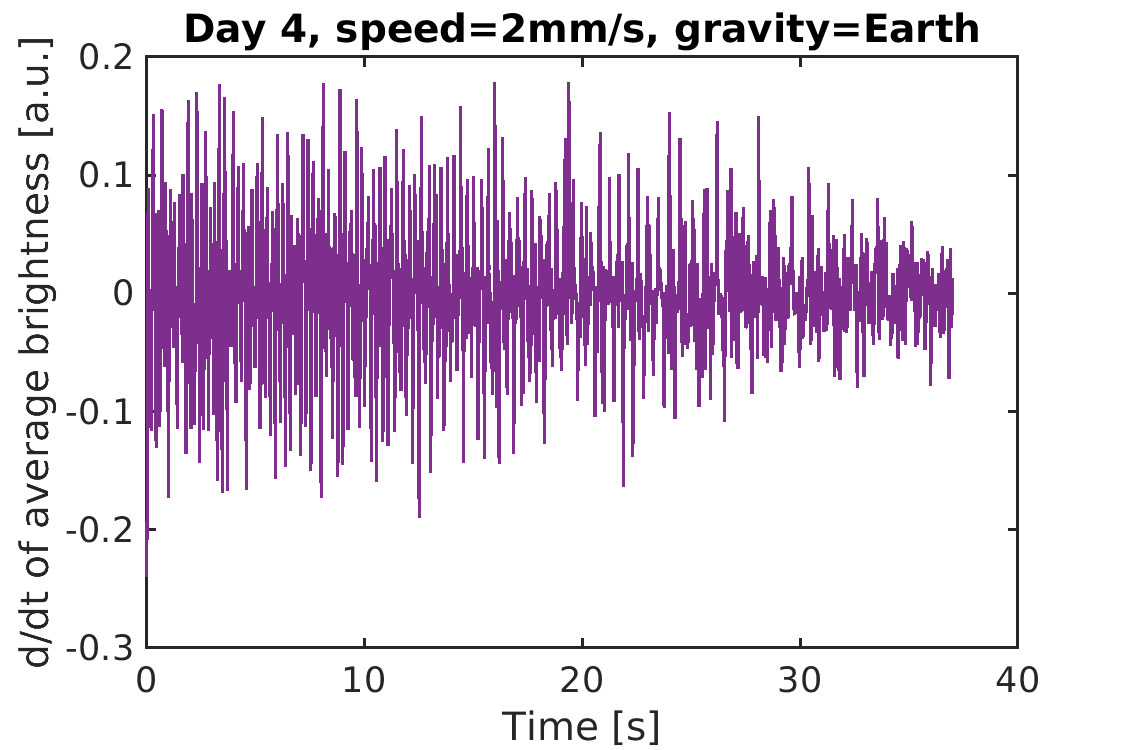 Day 4, speed=2mm/s, gravity=Earth
d/dt of average brightness [a.u.]
0.2
0.1
0
-0.1
-0.2
-0.3
0 10 20 30 40
Time [s]